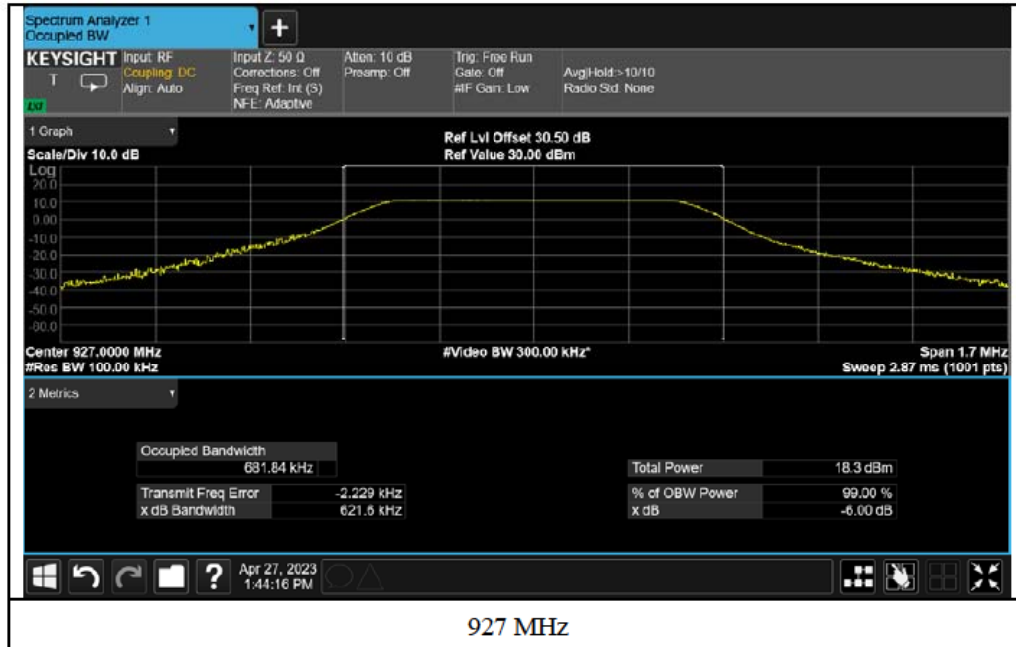 Spectrum Analyzer 1
Occupied BW
+
KEYSIGHT
T
LXI
Input: RF
Coupling: DC
Align: Auto
Input Z: 50 Ω
Corrections: Off
Freq Ref: Int (S)
NFE: Adaptive
Atten: 10 dB
Preamp: Off
Trig: Free Run
Gate: Off
#IF Gain: Low
Avg|Hold:>10/10
Radio Std: None
1 Graph
Scale/Div 10.0 dB
Ref Lvl Offset 30.50 dB
Ref Value 30.00 dBm
Log
20.0
10.0
0.00
-10.0
-20.0
-30.0
-40.0
-50.0
-60.0
Center 927.0000 MHz
#Video BW 300.00 kHz*
Span 1.7 MHz
#Res BW 100.00 kHz
Sweep 2.87 ms (1001 pts)
2 Metrics
Occupied Bandwidth
681.84 kHz
Total Power 18.3 dBm
Transmit Freq Error -2.229 kHz
% of OBW Power 99.00 %
x dB Bandwidth 621.6 kHz
x dB -6.00 dB
?
Apr 27, 2023
1:44:16 PM
927 MHz